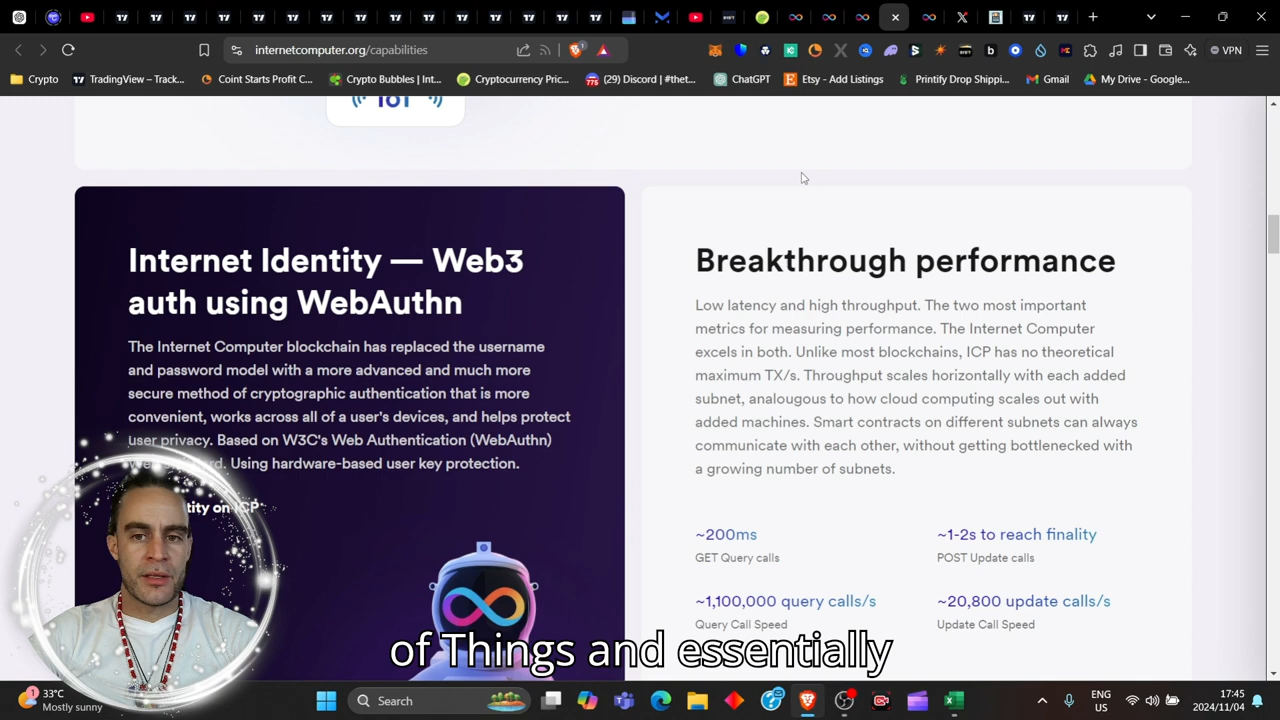 internetcomputer.org/capabilities
VPN
Crypto
TradingView – Track...
Coint Starts Profit C...
Crypto Bubbles | Int...
Cryptocurrency Pric...
(29) Discord | #thet...
ChatGPT
Etsy - Add Listings
Printify Drop Shippi...
Gmail
My Drive - Google...
IoT
Internet Identity — Web3
auth using WebAuthn
The Internet Computer blockchain has replaced the username
and password model with a more advanced and much more
secure method of cryptographic authentication that is more
convenient, works across all of a user's devices, and helps protect
user privacy. Based on W3C's Web Authentication (WebAuthn)
Using hardware-based user key protection.
on ICP
Breakthrough performance
Low latency and high throughput. The two most important
metrics for measuring performance. The Internet Computer
excels in both. Unlike most blockchains, ICP has no theoretical
maximum TX/s. Throughput scales horizontally with each added
subnet, analougous to how cloud computing scales out with
added machines. Smart contracts on different subnets can always
communicate with each other, without getting bottlenecked with
a growing number of subnets.
~200ms
GET Query calls
~1-2s to reach finality
POST Update calls
~1,100,000 query calls/s
Query Call Speed
~20,800 update calls/s
Update Call Speed
of Things and essentially
33°C
Mostly sunny
Search
ENG
US
17:45
2024/11/04